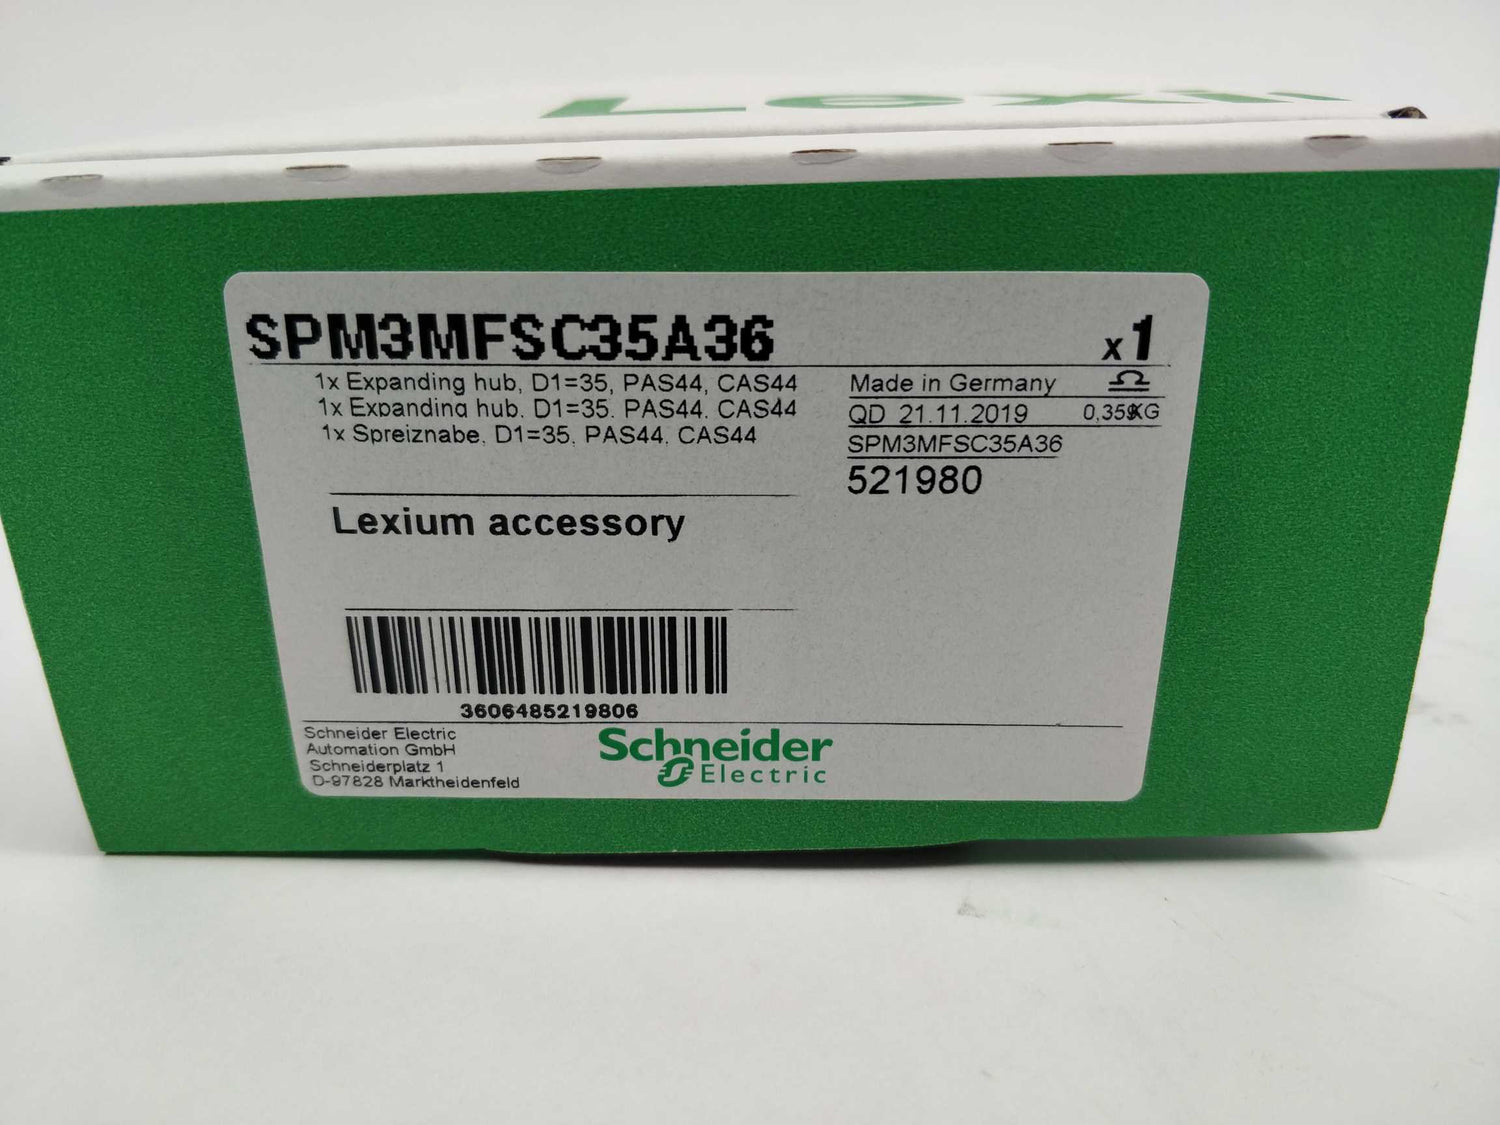 Lexi
SPM3MFSC35A36
x1
1x Expanding hub, D1=35, PAS44, CAS44
1x Expanding hub, D1=35, PAS44, CAS44
1x Spreiznabe, D1=35, PAS44, CAS44
Made in Germany
QD 21.11.2019
SPM3MFSC35A36
521980
Lexium accessory
3606485219806
Schneider Electric
Automation GmbH
Schneiderplatz 1
D-97828 Marktheidenfeld
Schneider
Electric